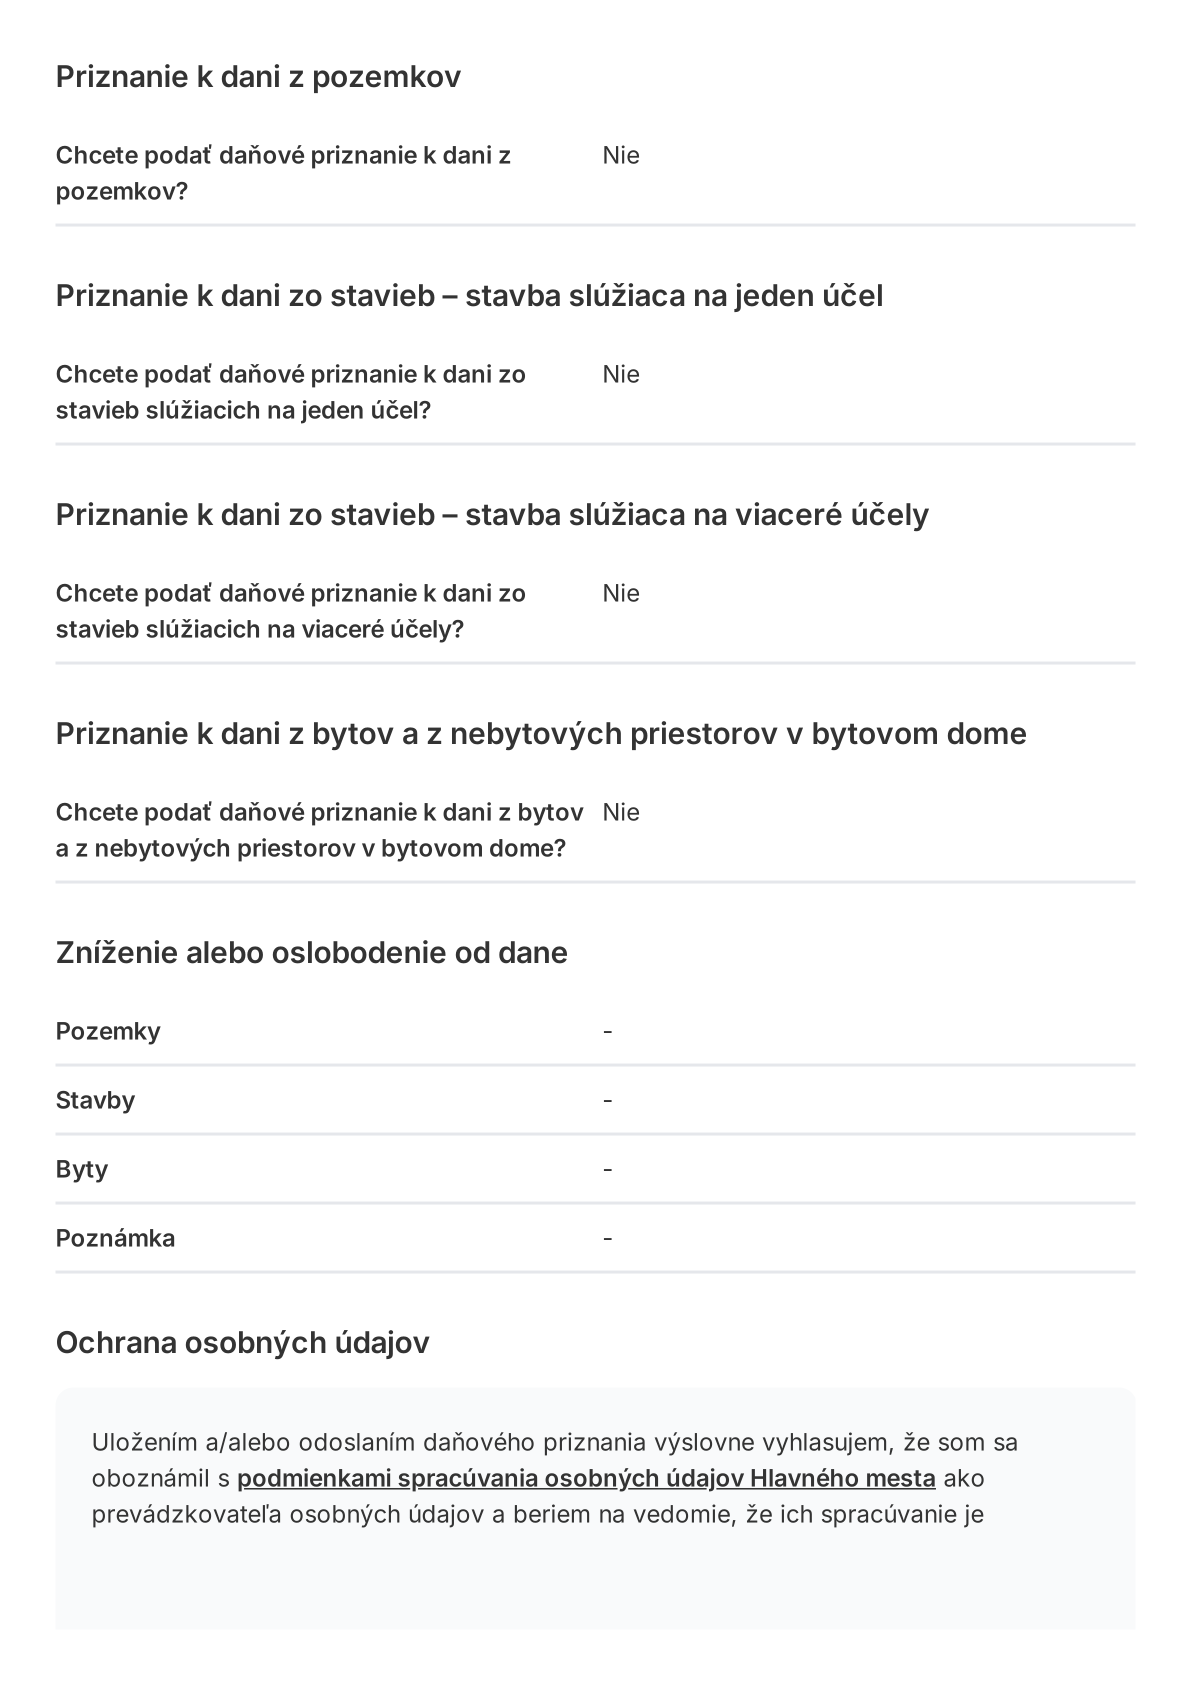 Priznanie k dani z pozemkov
Chcete podať daňové priznanie k dani z
pozemkov?
Nie
Priznanie k dani zo stavieb – stavba slúžiaca na jeden účel
Chcete podať daňové priznanie k dani zo
stavieb slúžiacich na jeden účel?
Nie
Priznanie k dani zo stavieb – stavba slúžiaca na viaceré účely
Chcete podať daňové priznanie k dani zo
stavieb slúžiacich na viaceré účely?
Nie
Priznanie k dani z bytov a z nebytových priestorov v bytovom dome
Chcete podať daňové priznanie k dani z bytov
a z nebytových priestorov v bytovom dome?
Nie
Zníženie alebo oslobodenie od dane
Pozemky -
Stavby -
Byty -
Poznámka -
Ochrana osobných údajov
Uložením a/alebo odoslaním daňového priznania výslovne vyhlasujem, že som sa
oboznámil s podmienkami spracúvania osobných údajov Hlavného mesta ako
prevádzkovateľa osobných údajov a beriem na vedomie, že ich spracúvanie je